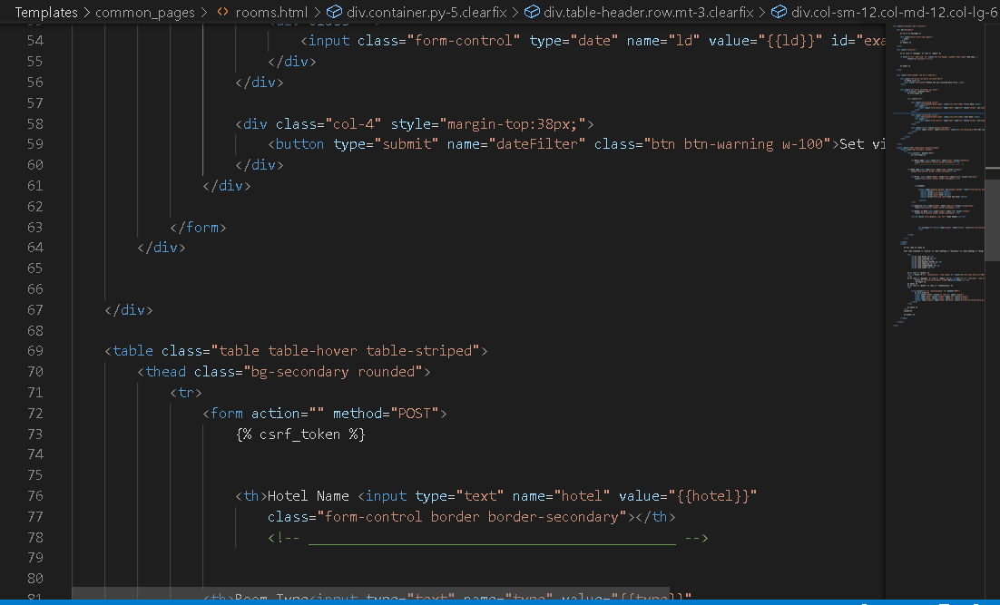 Templates > common_pages > <> rooms.html > div.container.py-5.clearfix > div.table-header.row.mt-3.clearfix > div.col-sm-12.col-md-12.col-lg-6
54 <input class="form-control" type="date" name="ld" value="{{ld}}" id="exa
55 </div>
56 </div>
57
58 <div class="col-4" style="margin-top:38px;">
59 <button type="submit" name="dateFilter" class="btn btn-warning w-100">Set vi
60 </div>
61 </div>
62
63 </form>
64 </div>
65
66
67 </div>
68
69 <table class="table table-hover table-striped">
70 <thead class="bg-secondary rounded">
71 <tr>
72 <form action="" method="POST">
73 {% csrf_token %}
74
75
76 <th>Hotel Name <input type="text" name="hotel" value="{{hotel}}"
77 class="form-control border border-secondary"></th>
78 <!-- _____________________________________________ -->
79
80
81 <th>Room Type<input type="text" name="type" value="{{type}}"